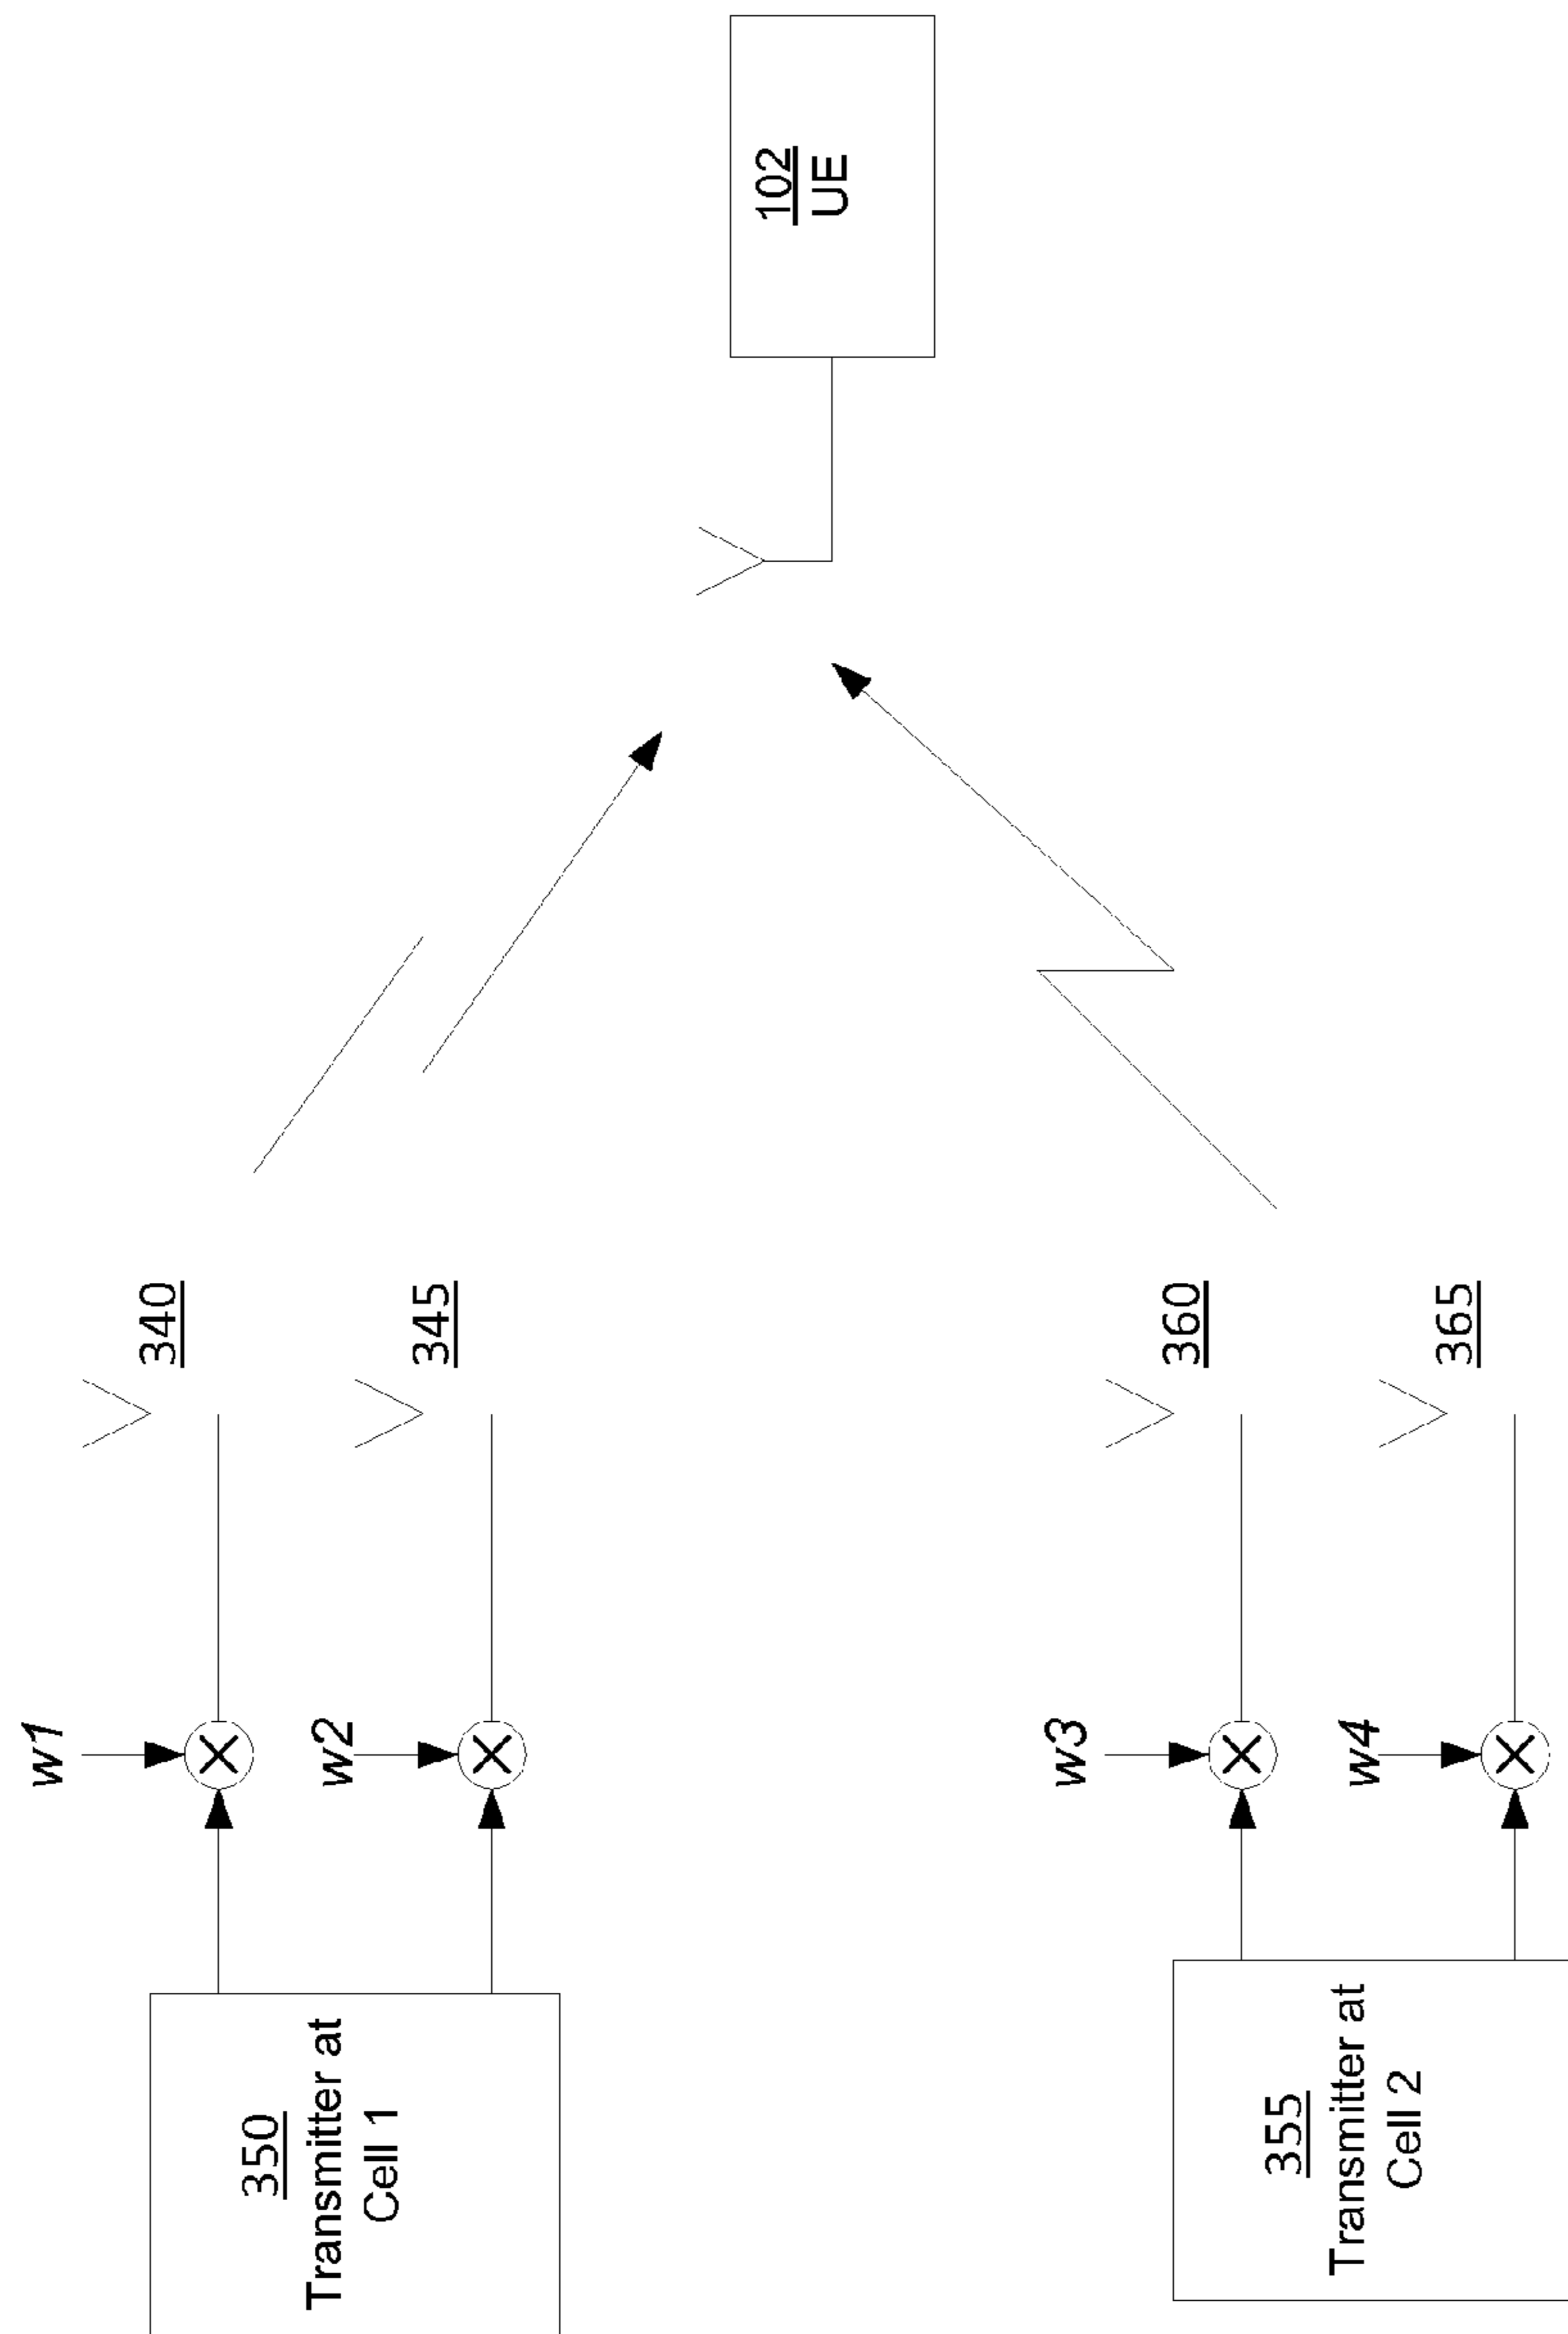 w1
340
w2
345
350
Transmitter at
Cell 1
102
UE
w3
360
w4
365
355
Transmitter at
Cell 2